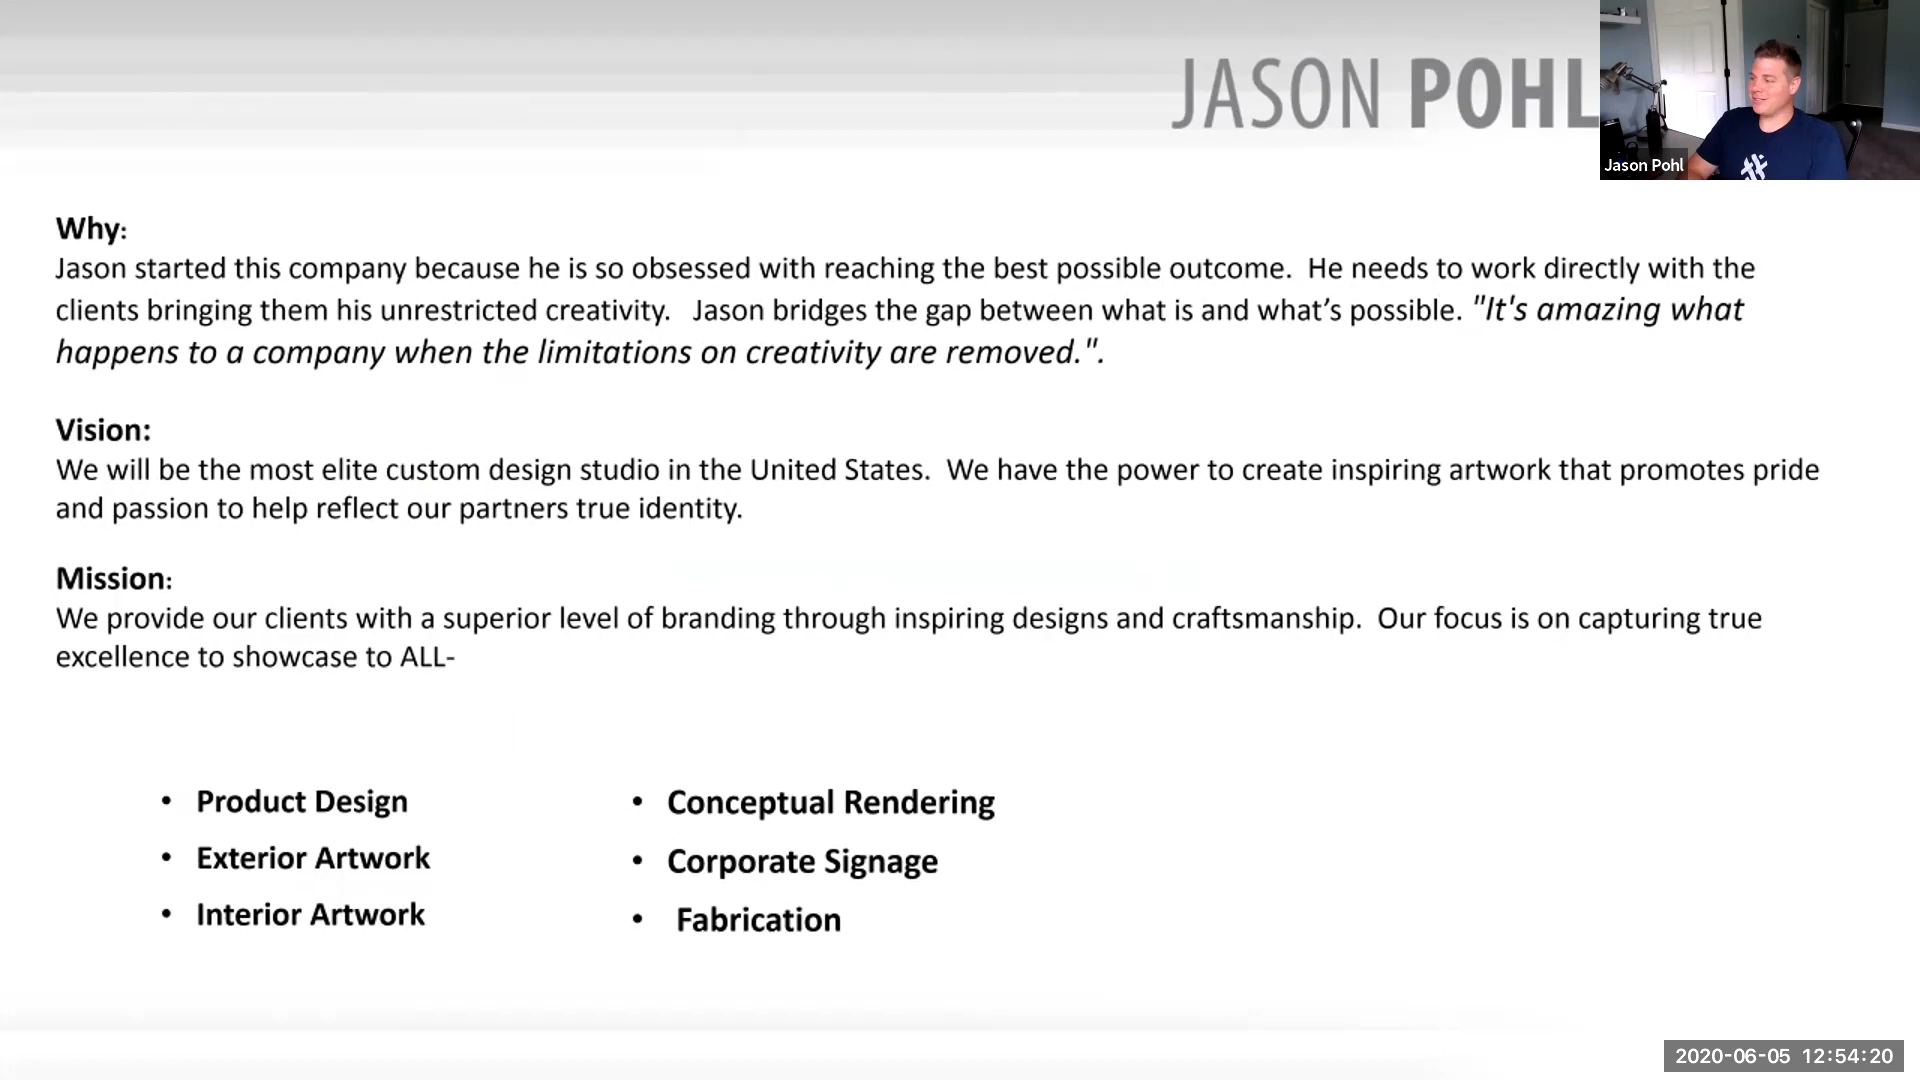 JASON POHL
Jason Pohl
Why:
Jason started this company because he is so obsessed with reaching the best possible outcome.  He needs to work directly with the
clients bringing them his unrestricted creativity.   Jason bridges the gap between what is and what’s possible. "It's amazing what
happens to a company when the limitations on creativity are removed.".
Vision:
We will be the most elite custom design studio in the United States.  We have the power to create inspiring artwork that promotes pride
and passion to help reflect our partners true identity.
Mission:
We provide our clients with a superior level of branding through inspiring designs and craftsmanship.  Our focus is on capturing true
excellence to showcase to ALL-
• Product Design
• Exterior Artwork
• Interior Artwork
• Conceptual Rendering
• Corporate Signage
• Fabrication
2020-06-05 12:54:20